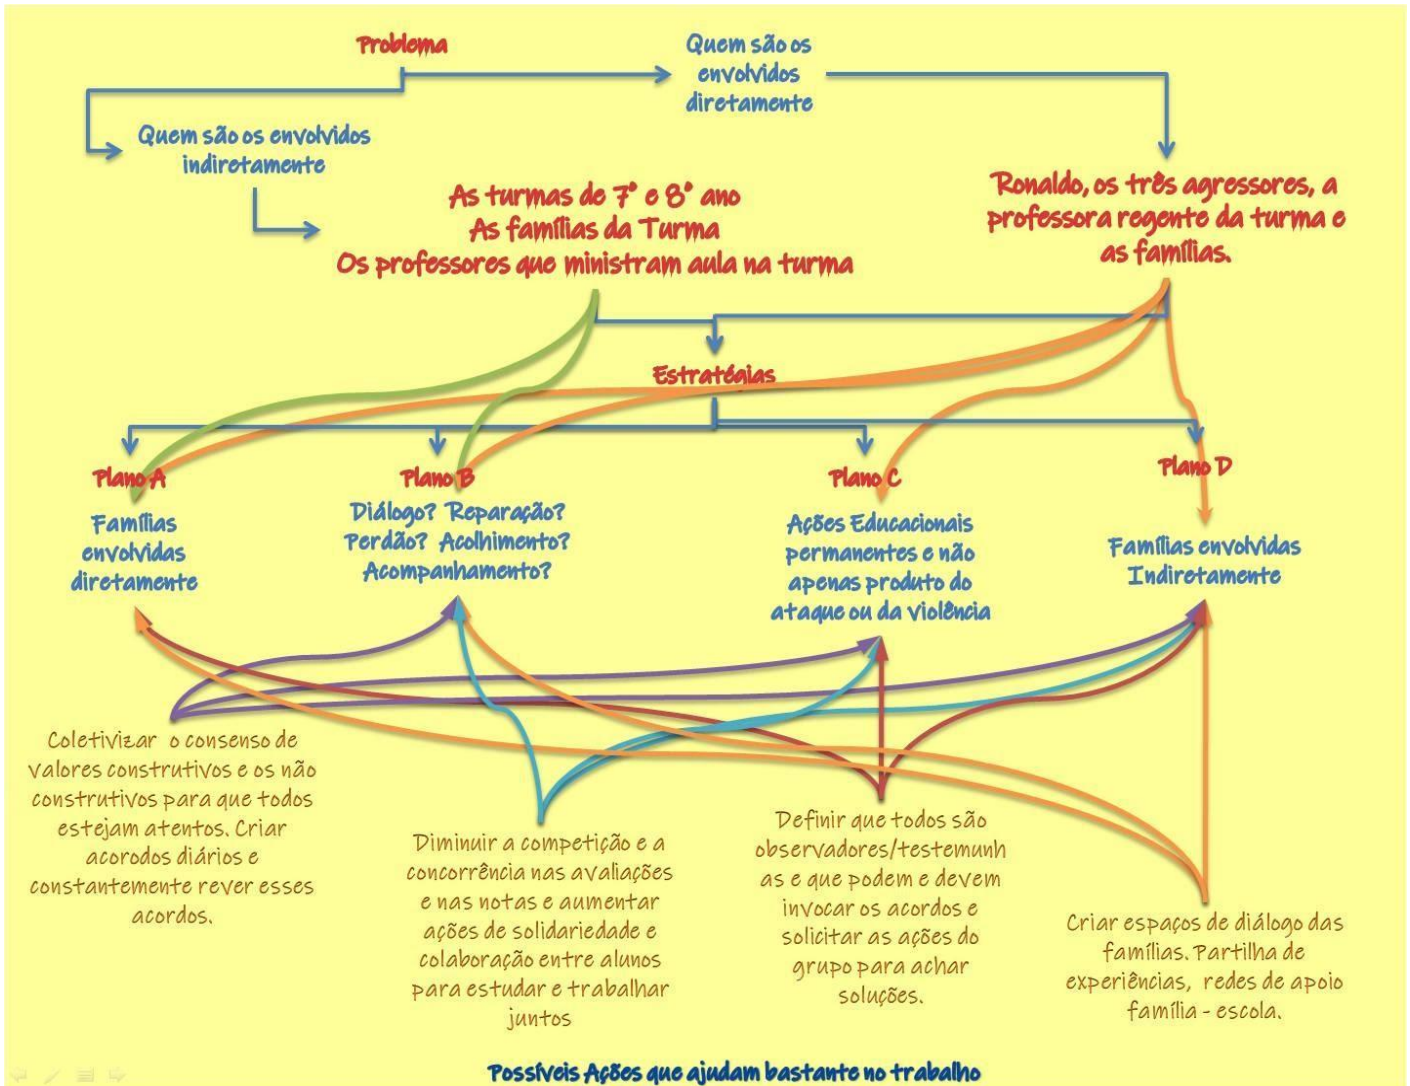 Problema
Quem são os
envolvidos
diretamente
Quem são os envolvidos
indiretamente
As turmas de 7° e 8° ano
As famílias da Turma
Os professores que ministram aula na turma
Ronaldo, os três agressores, a
professora regente da turma e
as famílias.
Estratégias
Plano A
Famílias
envolvidas
diretamente
Plano B
Diálogo? Reparação?
Perdão? Acolhimento?
Acompanhamento?
Plano C
Ações Educacionais
permanentes e não
apenas produto do
ataque ou da violência
Plano D
Famílias envolvidas
Indiretamente
Coletivizar o consenso de
valores construtivos e os não
construtivos para que todos
estejam atentos. Criar
acorodos diários e
constantemente rever esses
acordos.
Diminuir a competição e a
concorrência nas avaliações
e nas notas e aumentar
ações de solidariedade e
colaboração entre alunos
para estudar e trabalhar
juntos
Definir que todos são
observadores/testemunh
as e que podem e devem
invocar os acordos e
solicitar as ações do
grupo para achar
soluções.
Criar espaços de diálogo das
famílias. Partilha de
experiências, redes de apoio
família - escola.
Possíveis Ações que ajudam bastante no trabalho